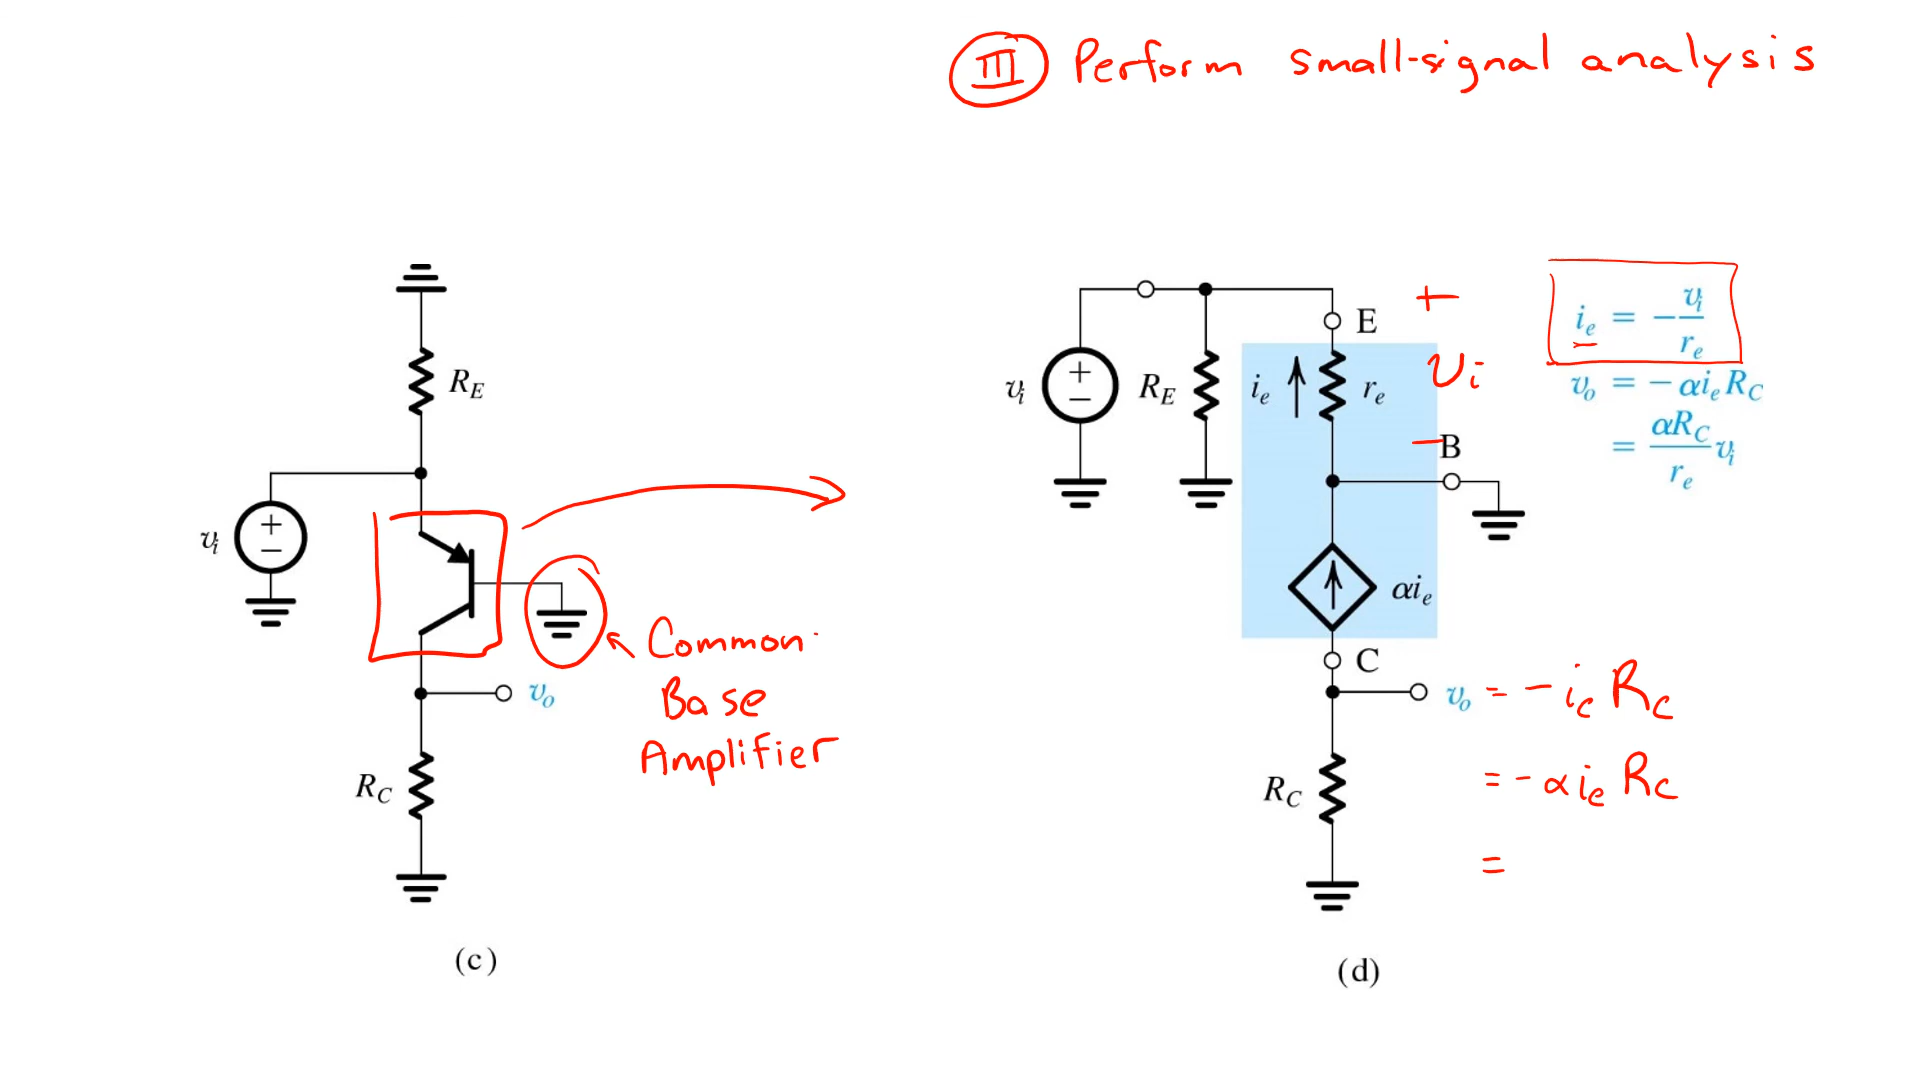 III Perform small-signal analysis
R_E
v_i
+
−
Common
Base
Amplifier
v_o
R_C
(c)
v_i
+
−
R_E
i_e
r_e
E
+
v_i
−
B
αi_e
C
v_o = - i_c R_C
= - α i_e R_C
=
R_C
(d)
i_e = − v_i / r_e
v_o = − αi_e R_C
= αR_C / r_e v_i